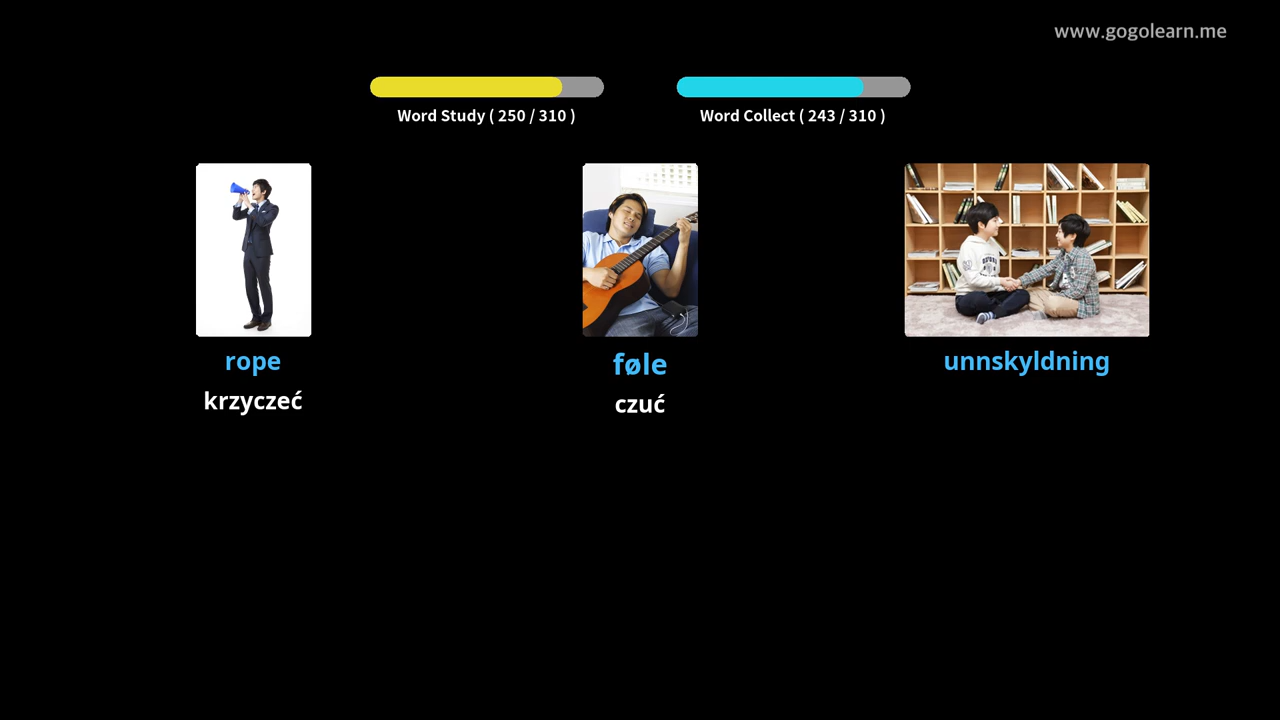 www.gogolearn.me
Word Study ( 250 / 310 )
Word Collect ( 243 / 310 )
rope
føle
unnskyldning
krzyczeć
czuć